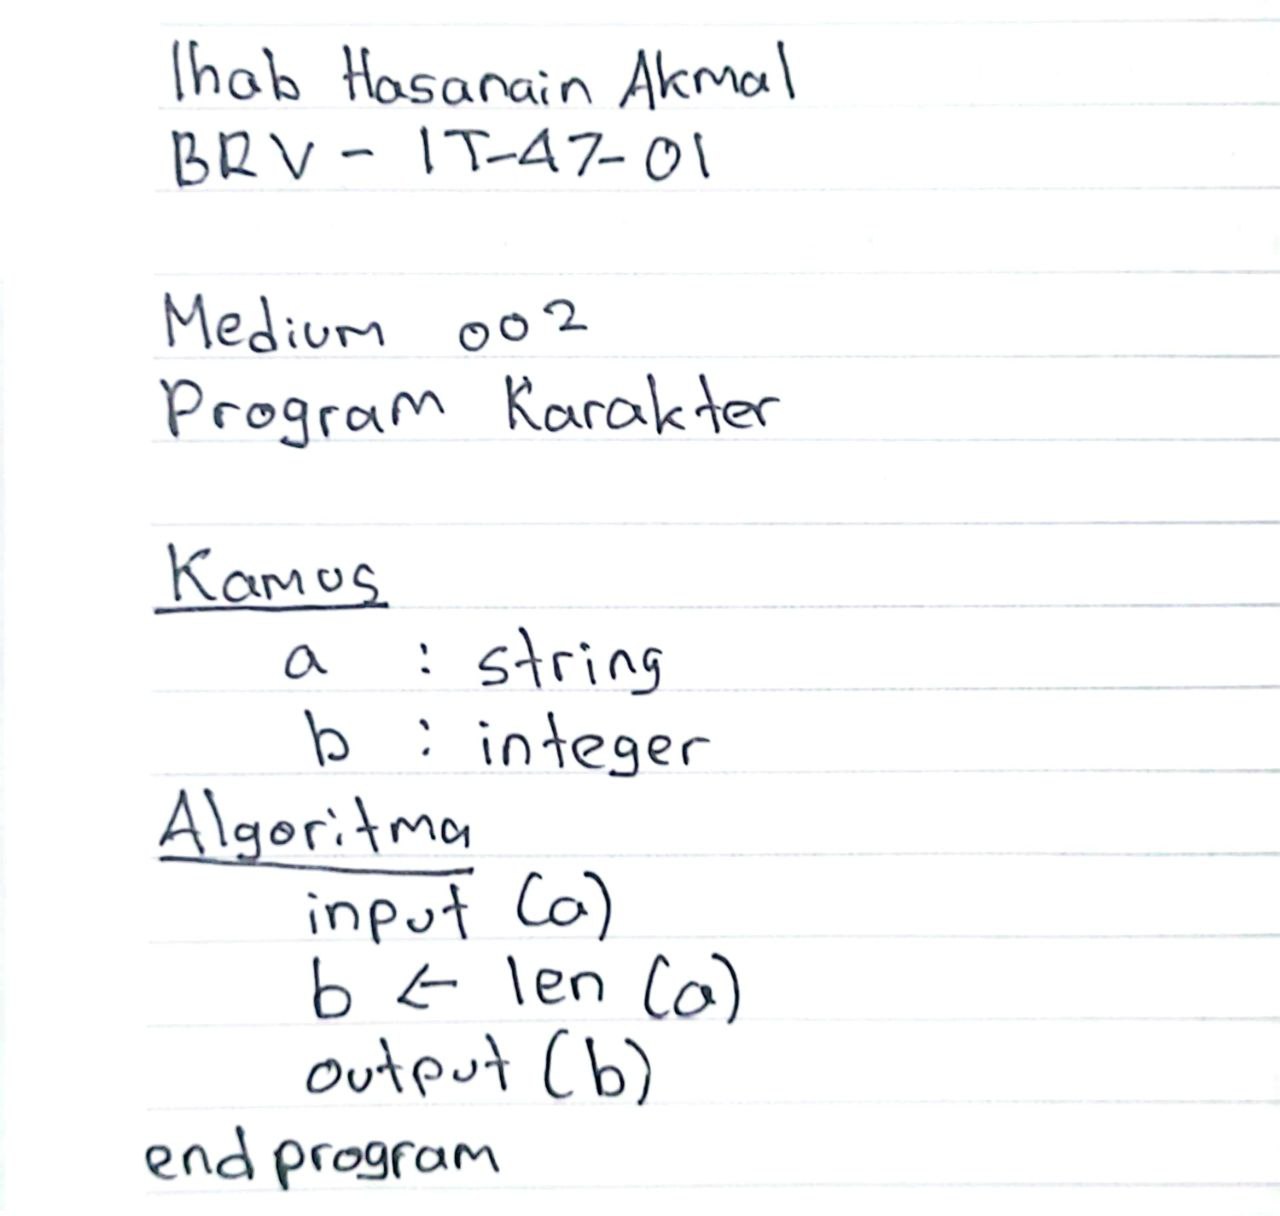 Ihab Hasanain Akmal
BRV - IT-47-01
Medium 002
Program Karakter
Kamus
a : string
b : integer
Algoritma
input (a)
b ← len (a)
output (b)
end program